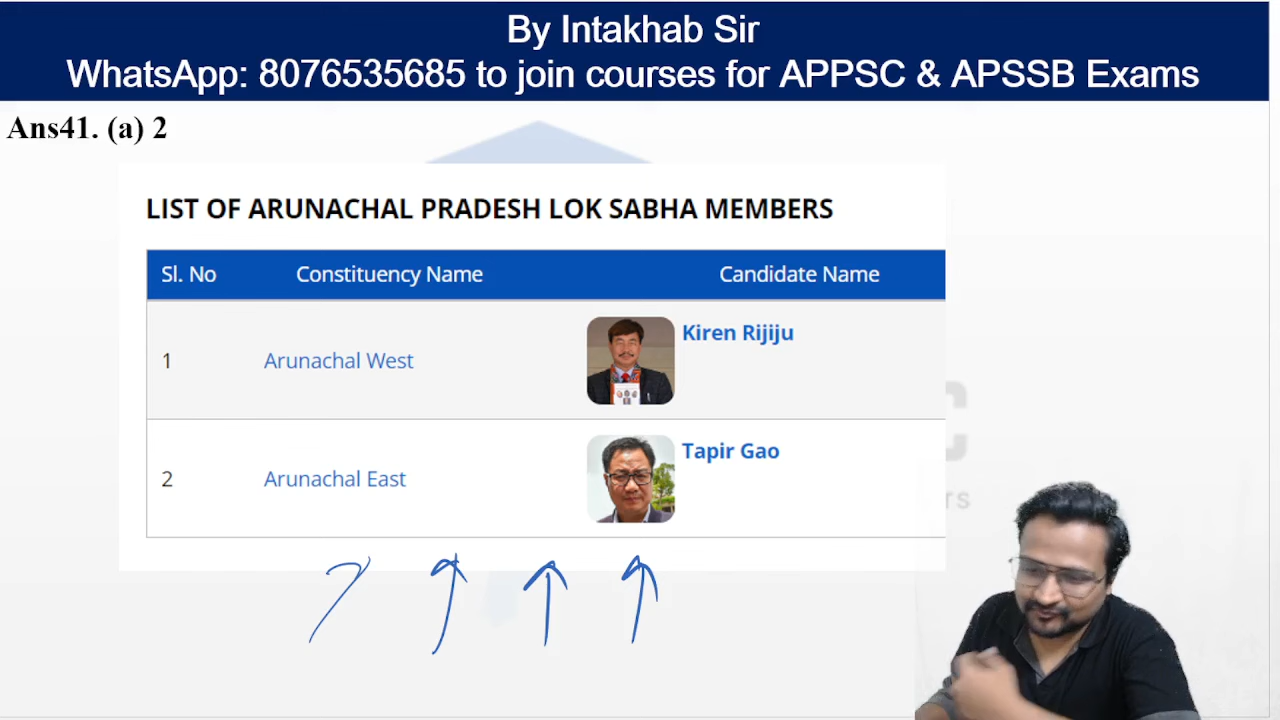 By Intakhab Sir
WhatsApp: 8076535685 to join courses for APPSC & APSSB Exams
Ans41. (a) 2
LIST OF ARUNACHAL PRADESH LOK SABHA MEMBERS
Sl. No Constituency Name Candidate Name
1 Arunachal West Kiren Rijiju
2 Arunachal East Tapir Gao